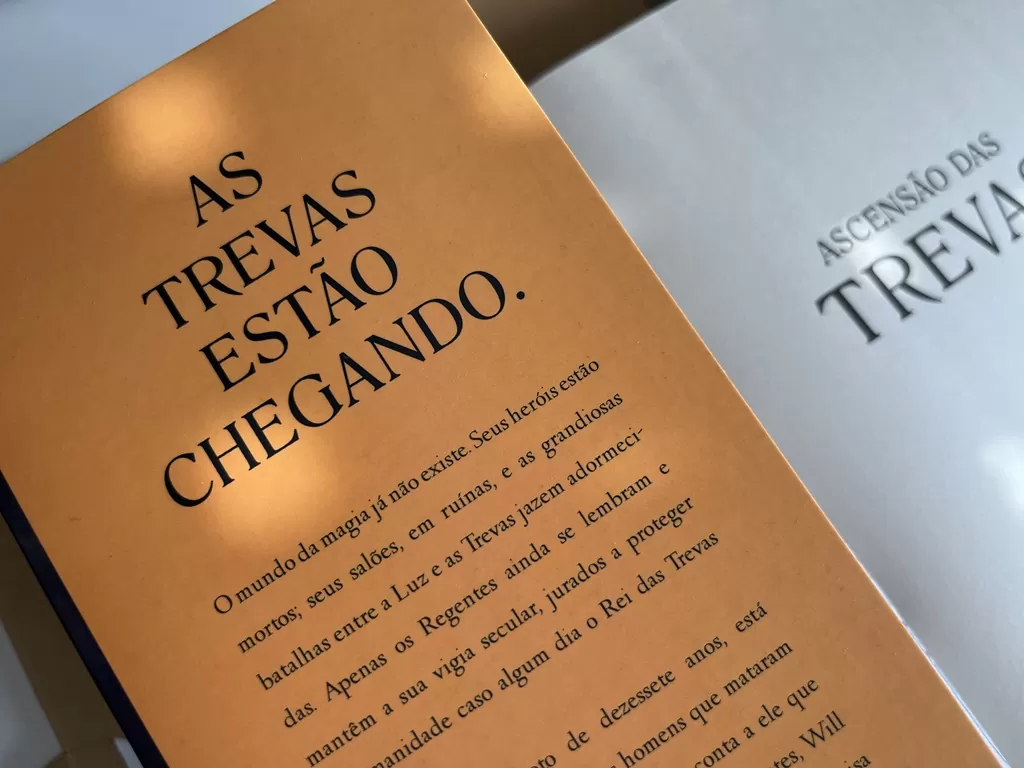 AS
TREVAS
ESTÃO
CHEGANDO.
O mundo da magia já não existe. Seus heróis estão
mortos; seus salões, em ruínas, e as grandiosas
batalhas entre a Luz e as Trevas jazem adormeci-
das. Apenas os Regentes ainda se lembram e
mantêm a sua vigia secular, jurados a proteger
anidade caso algum dia o Rei das Trevas
de dezessete anos, está
homens que mataram
conta a ele que
Will
ASCENSÃO DAS
TREVAS